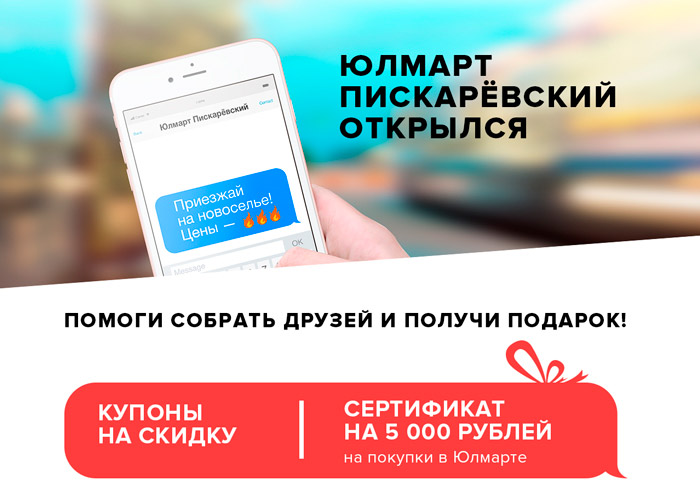 ЮЛМАРТ
ПИСКАРЁВСКИЙ
ОТКРЫЛСЯ
Юлмарт Пискарёвский
Приезжай
на новоселье!
Цены — 🔥🔥🔥
OK
Message
ПОМОГИ СОБРАТЬ ДРУЗЕЙ И ПОЛУЧИ ПОДАРОК!
КУПОНЫ
НА СКИДКУ
СЕРТИФИКАТ
НА 5 000 РУБЛЕЙ
на покупки в Юлмарте